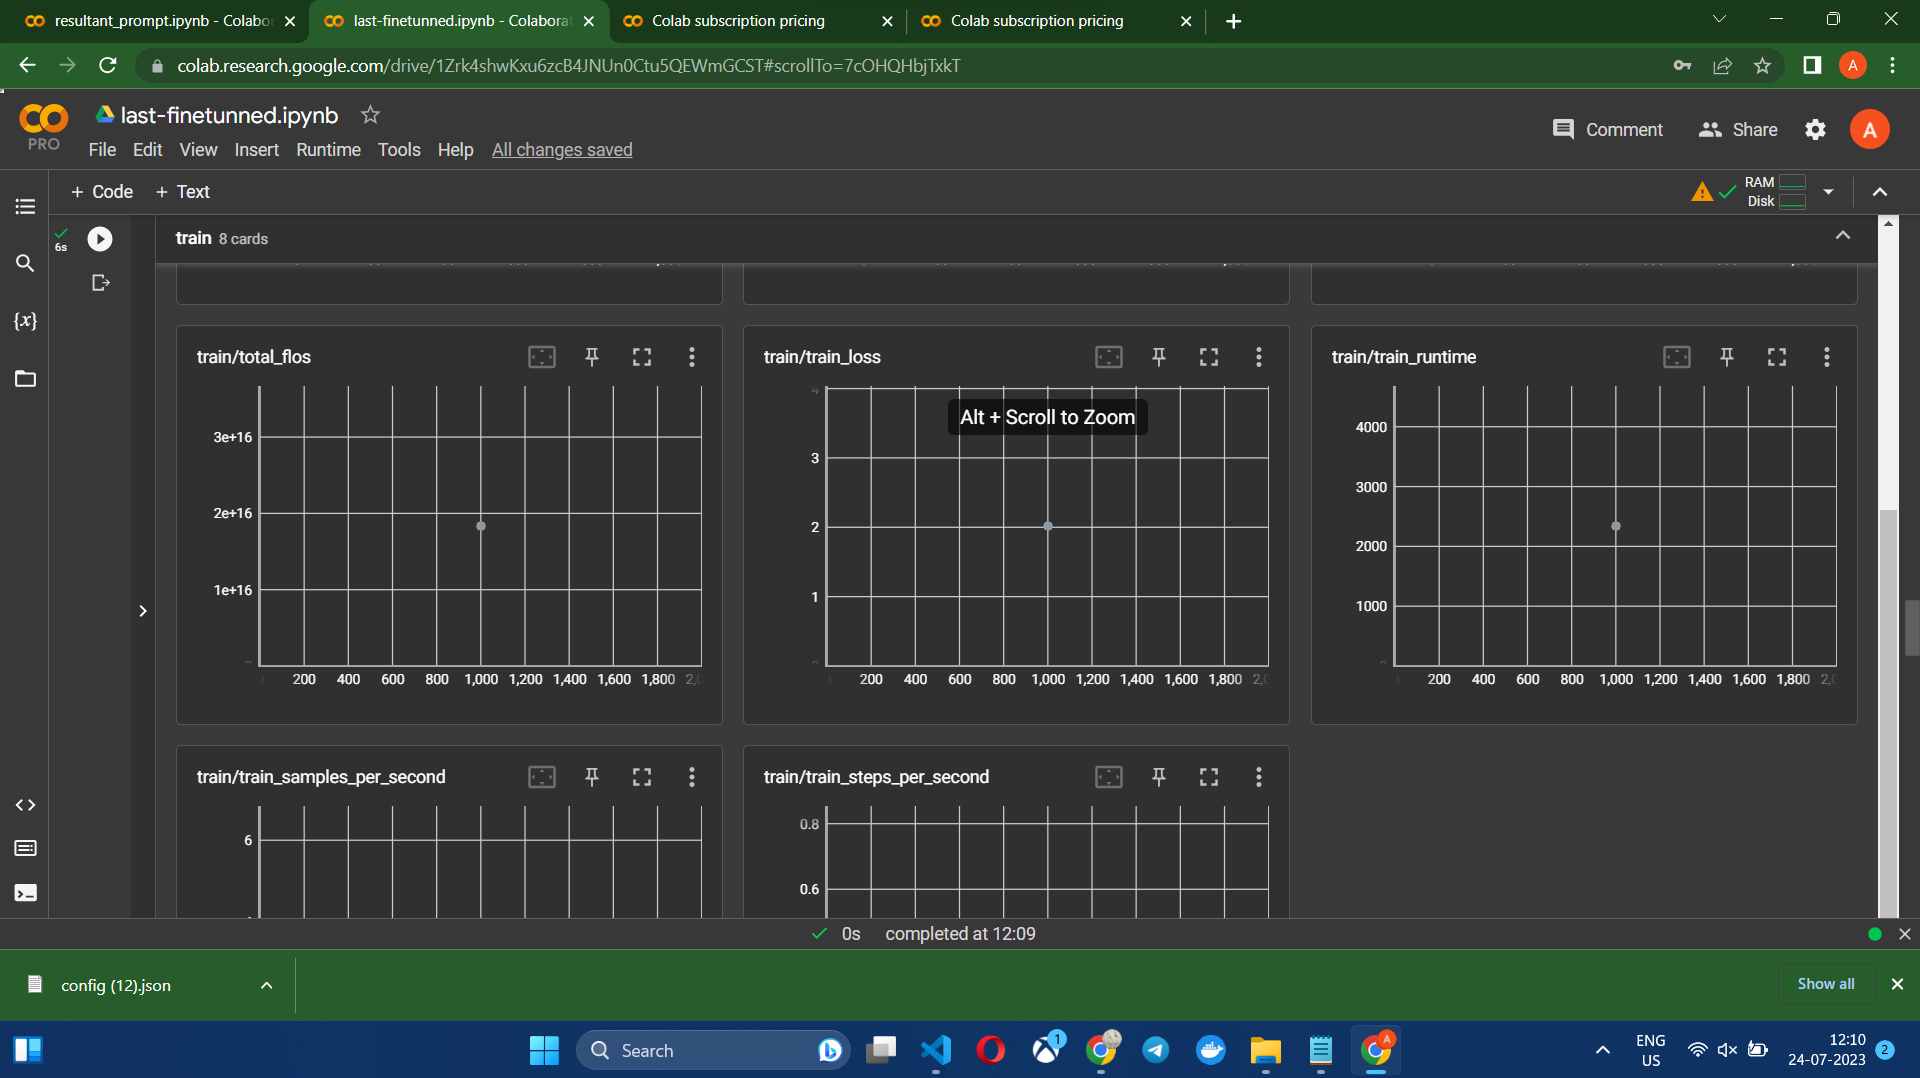 resultant_prompt.ipynb - Colabor
last-finetunned.ipynb - Colaborat
Colab subscription pricing
Colab subscription pricing
colab.research.google.com/drive/1Zrk4shwKxu6zcB4JNUn0Ctu5QEWmGCST#scrollTo=7cOHQHbjTxkT
A
PRO
last-finetunned.ipynb
File Edit View Insert Runtime Tools Help All changes saved
Comment
Share
A
+ Code + Text
RAM
Disk
6s
train 8 cards
{x}
train/total_flos
3e+16
2e+16
1e+16
200 400 600 800 1,000 1,200 1,400 1,600 1,800
train/train_loss
Alt + Scroll to Zoom
4
3
2
1
200 400 600 800 1,000 1,200 1,400 1,600 1,800
train/train_runtime
4000
3000
2000
1000
200 400 600 800 1,000 1,200 1,400 1,600 1,800
train/train_samples_per_second
6
train/train_steps_per_second
0.8
0.6
0s completed at 12:09
config (12).json
Show all
Search
1
A
ENG
US
12:10
24-07-2023
2